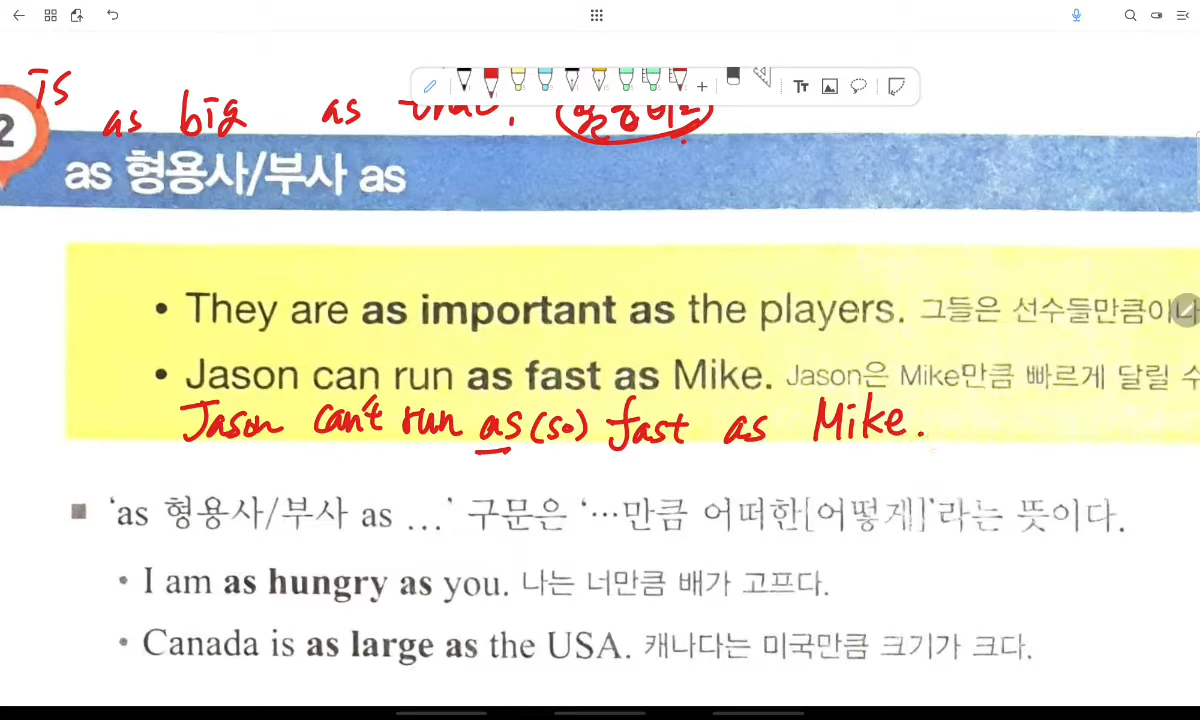 is
as big as that. (원급비교)
2
as 형용사/부사 as
• They are as important as the players. 그들은 선수들만큼이나
• Jason can run as fast as Mike. Jason은 Mike만큼 빠르게 달릴 수
Jason can't run as (so) fast as Mike.
■ ‘as 형용사/부사 as …’ 구문은 ‘…만큼 어떠한[어떻게]’라는 뜻이다.
• I am as hungry as you. 나는 너만큼 배가 고프다.
• Canada is as large as the USA. 캐나다는 미국만큼 크기가 크다.